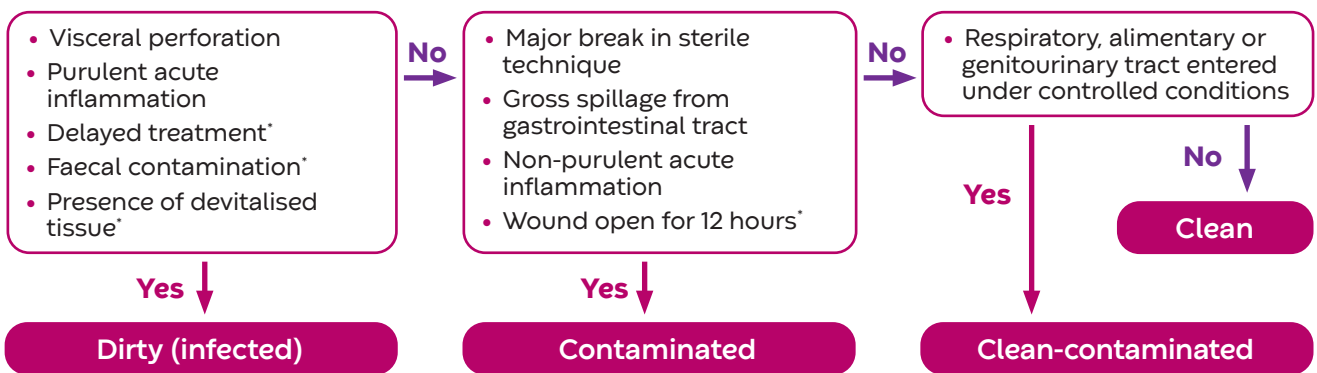 • Visceral perforation
• Purulent acute
inflammation
• Delayed treatment*
• Faecal contamination*
• Presence of devitalised
tissue*
Yes
Dirty (infected)
No
• Major break in sterile
technique
• Gross spillage from
gastrointestinal tract
• Non-purulent acute
inflammation
• Wound open for 12 hours*
Yes
Contaminated
No
• Respiratory, alimentary or
genitourinary tract entered
under controlled conditions
No
Clean
Yes
Clean-contaminated